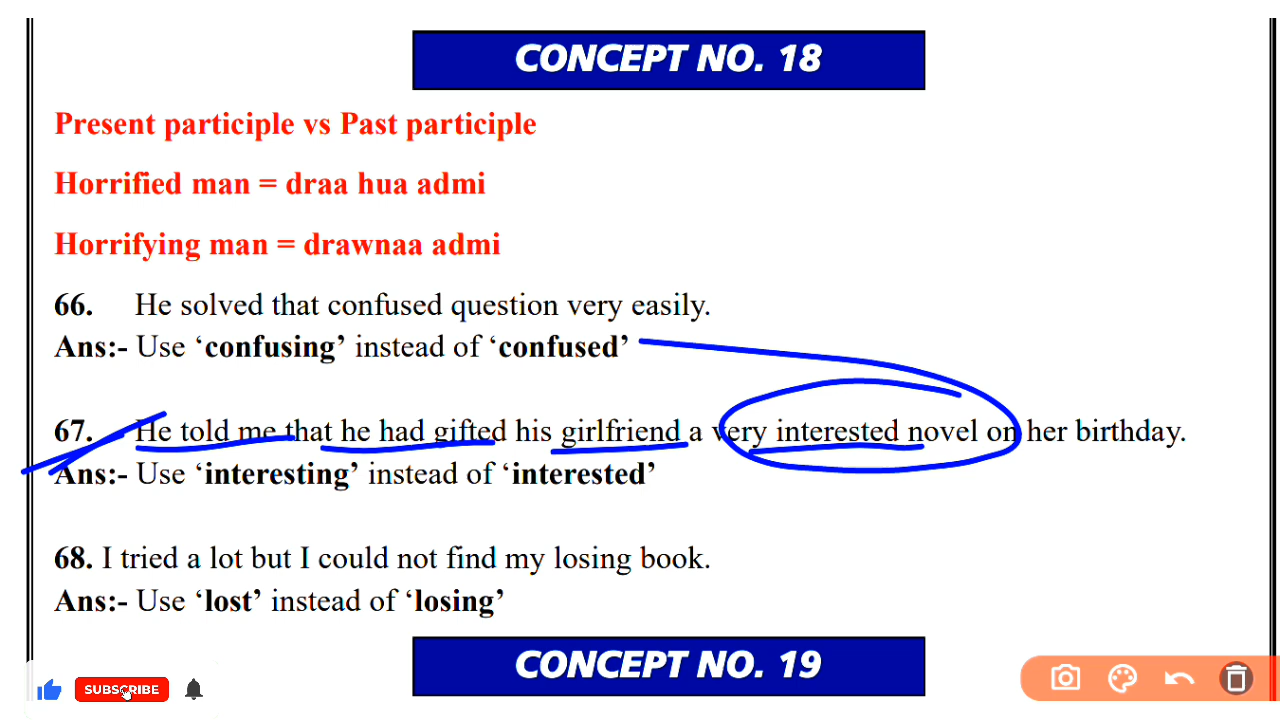 CONCEPT NO. 18
Present participle vs Past participle
Horrified man = draa hua admi
Horrifying man = drawnaa admi
66. He solved that confused question very easily.
Ans:- Use ‘confusing’ instead of ‘confused’
67. He told me that he had gifted his girlfriend a very interested novel on her birthday.
Ans:- Use ‘interesting’ instead of ‘interested’
68. I tried a lot but I could not find my losing book.
Ans:- Use ‘lost’ instead of ‘losing’
CONCEPT NO. 19
SUBSCRIBE